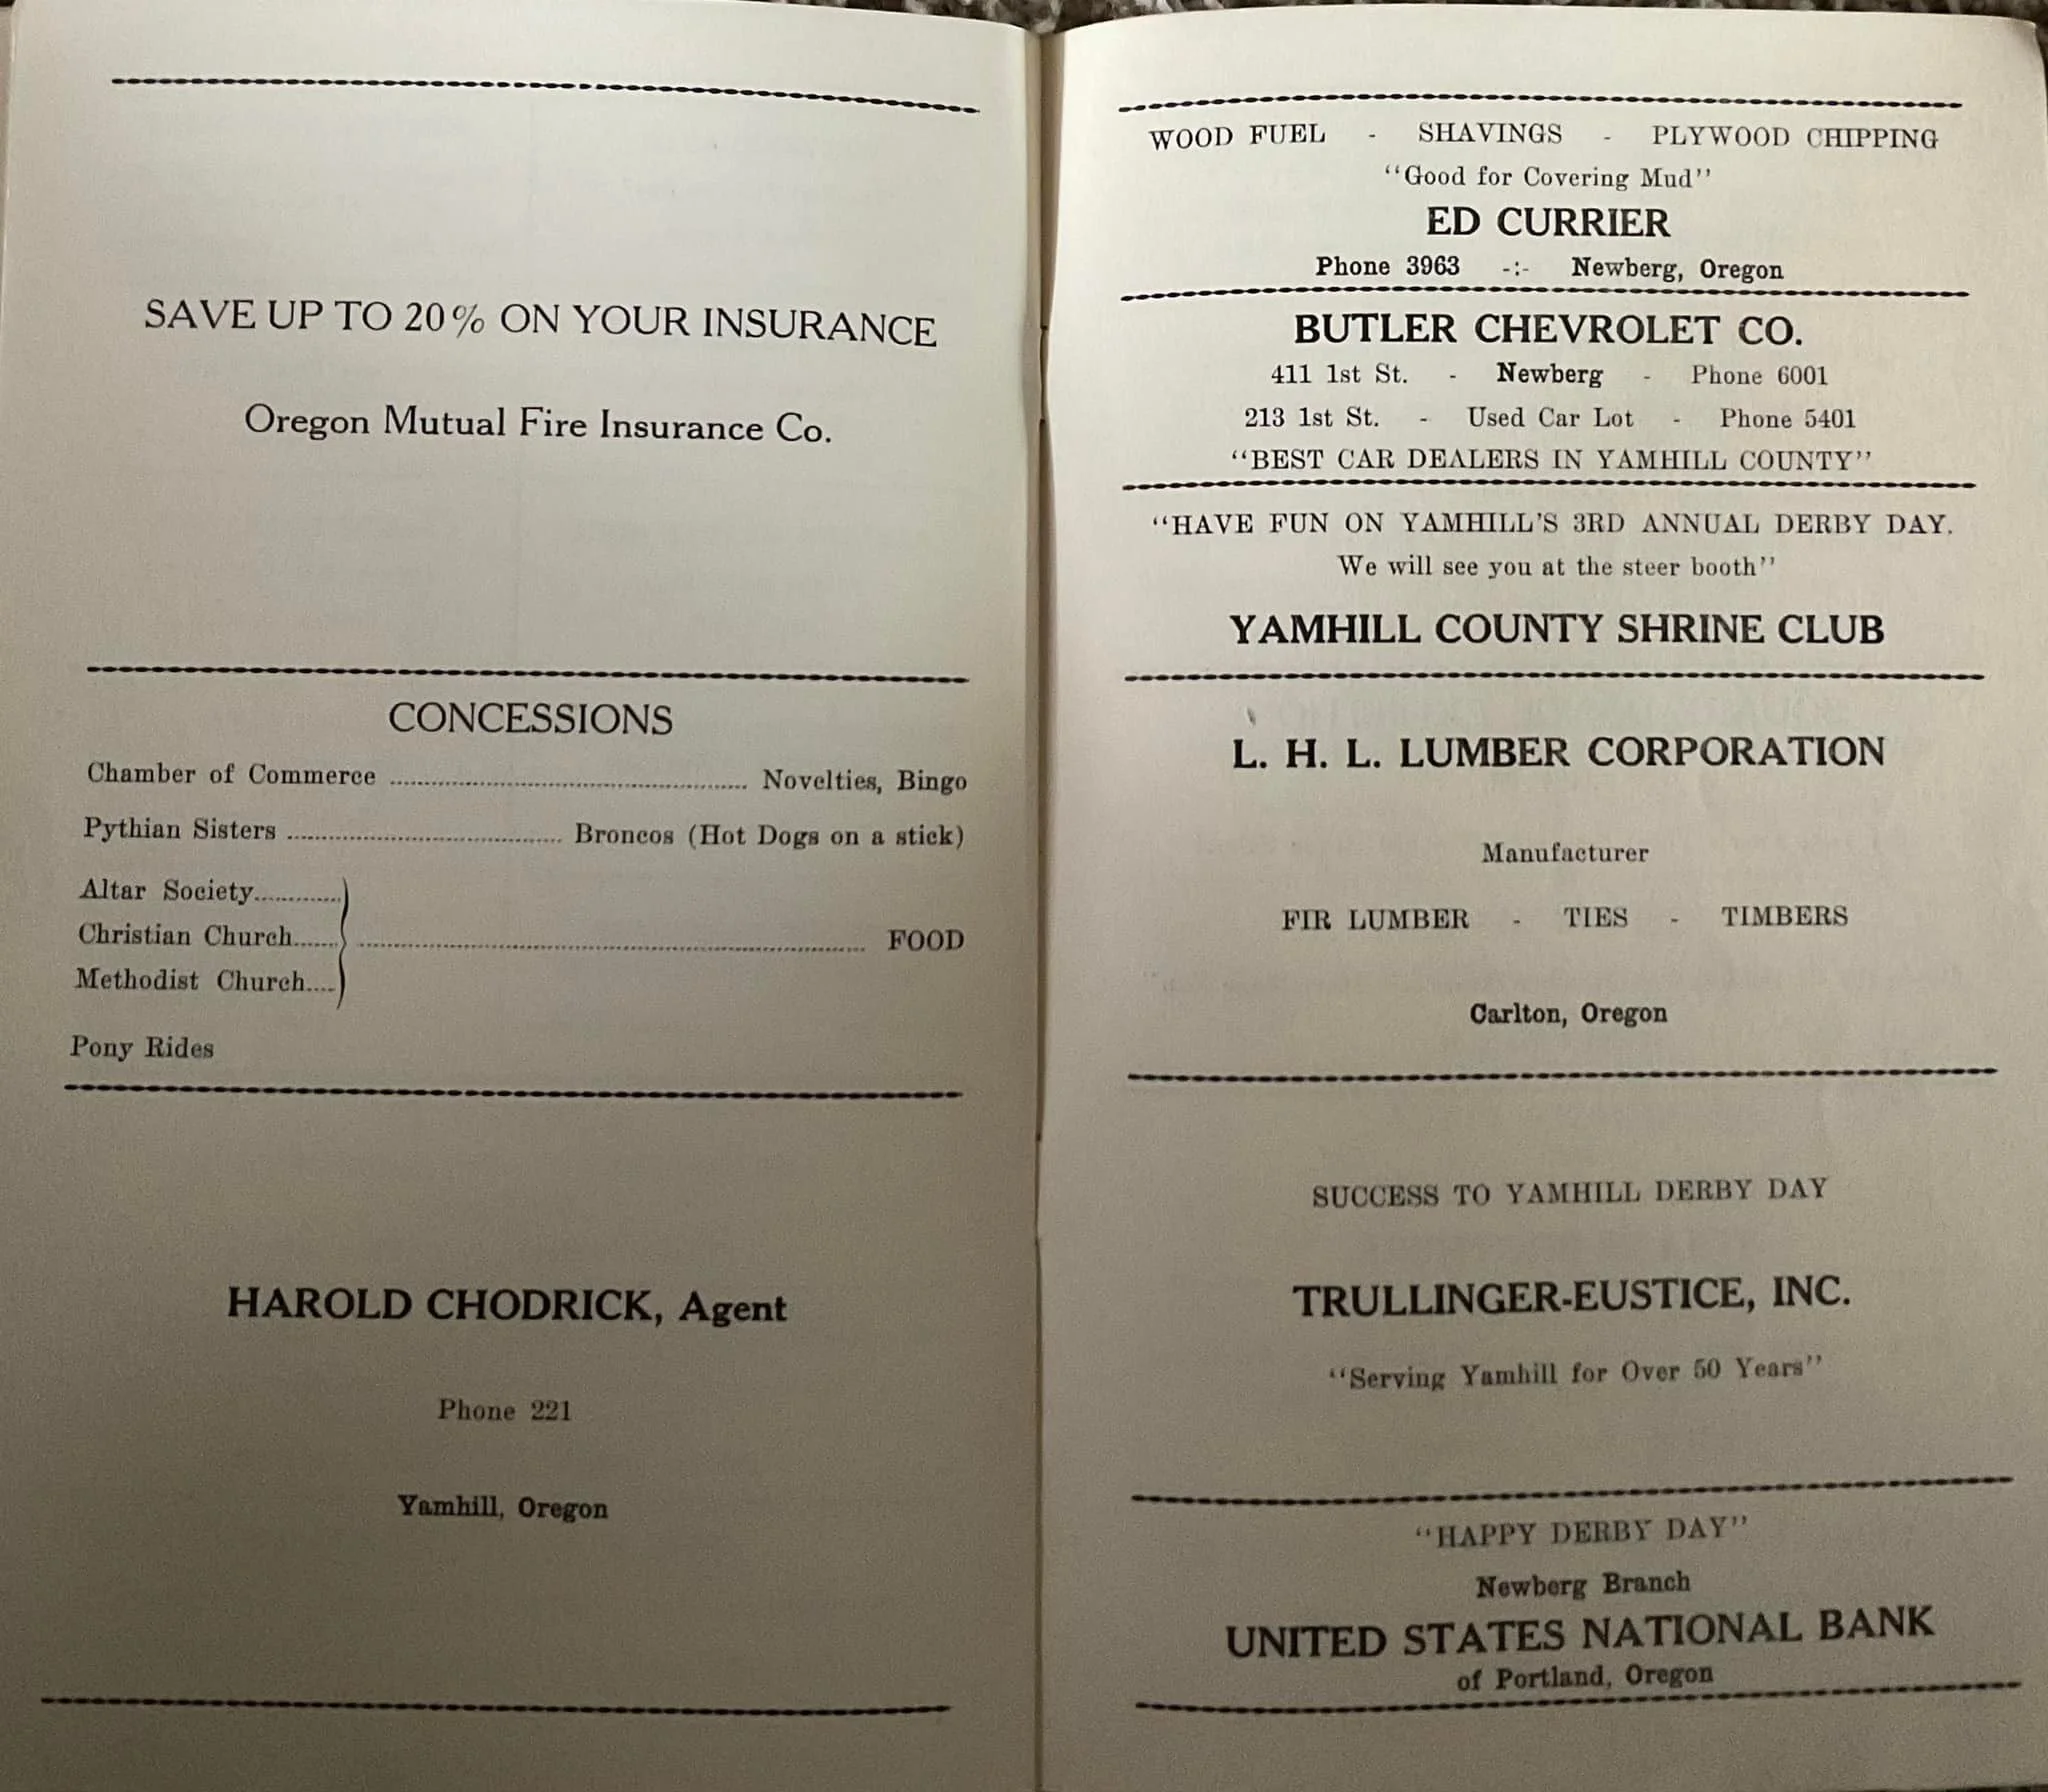 SAVE UP TO 20% ON YOUR INSURANCE
Oregon Mutual Fire Insurance Co.
CONCESSIONS
Chamber of Commerce ........................................ Novelties, Bingo
Pythian Sisters ........................................ Broncos (Hot Dogs on a stick)
Altar Society............
Christian Church....... ........................................ FOOD
Methodist Church....
Pony Rides
HAROLD CHODRICK, Agent
Phone 221
Yamhill, Oregon
WOOD FUEL - SHAVINGS - PLYWOOD CHIPPING
"Good for Covering Mud"
ED CURRIER
Phone 3963 -:- Newberg, Oregon
BUTLER CHEVROLET CO.
411 1st St. - Newberg - Phone 6001
213 1st St. - Used Car Lot - Phone 5401
"BEST CAR DEALERS IN YAMHILL COUNTY"
"HAVE FUN ON YAMHILL'S 3RD ANNUAL DERBY DAY.
We will see you at the steer booth"
YAMHILL COUNTY SHRINE CLUB
L. H. L. LUMBER CORPORATION
Manufacturer
FIR LUMBER - TIES - TIMBERS
Carlton, Oregon
SUCCESS TO YAMHILL DERBY DAY
TRULLINGER-EUSTICE, INC.
"Serving Yamhill for Over 50 Years"
"HAPPY DERBY DAY"
Newberg Branch
UNITED STATES NATIONAL BANK
of Portland, Oregon